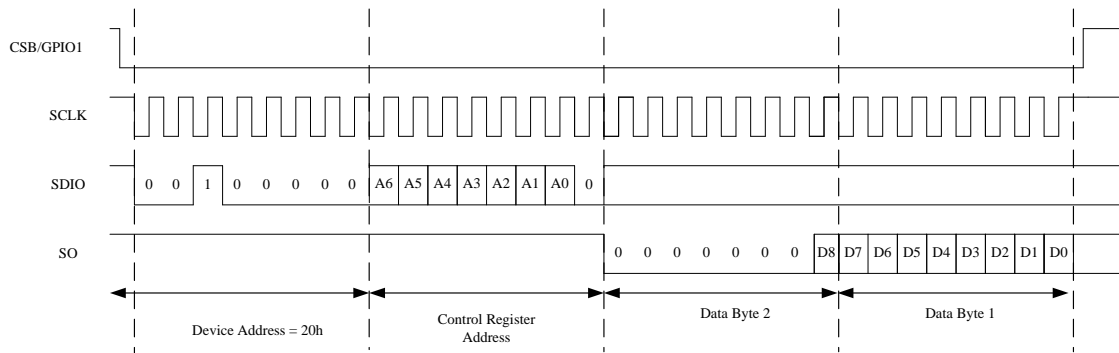 CSB/GPIO1
SCLK
SDIO 0 0 1 0 0 0 0 0 A6 A5 A4 A3 A2 A1 A0 0
SO 0 0 0 0 0 0 0 D8 D7 D6 D5 D4 D3 D2 D1 D0
Device Address = 20h
Control Register
Address
Data Byte 2
Data Byte 1